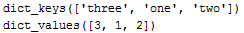 dict_keys(['three', 'one', 'two'])
dict_values([3, 1, 2])